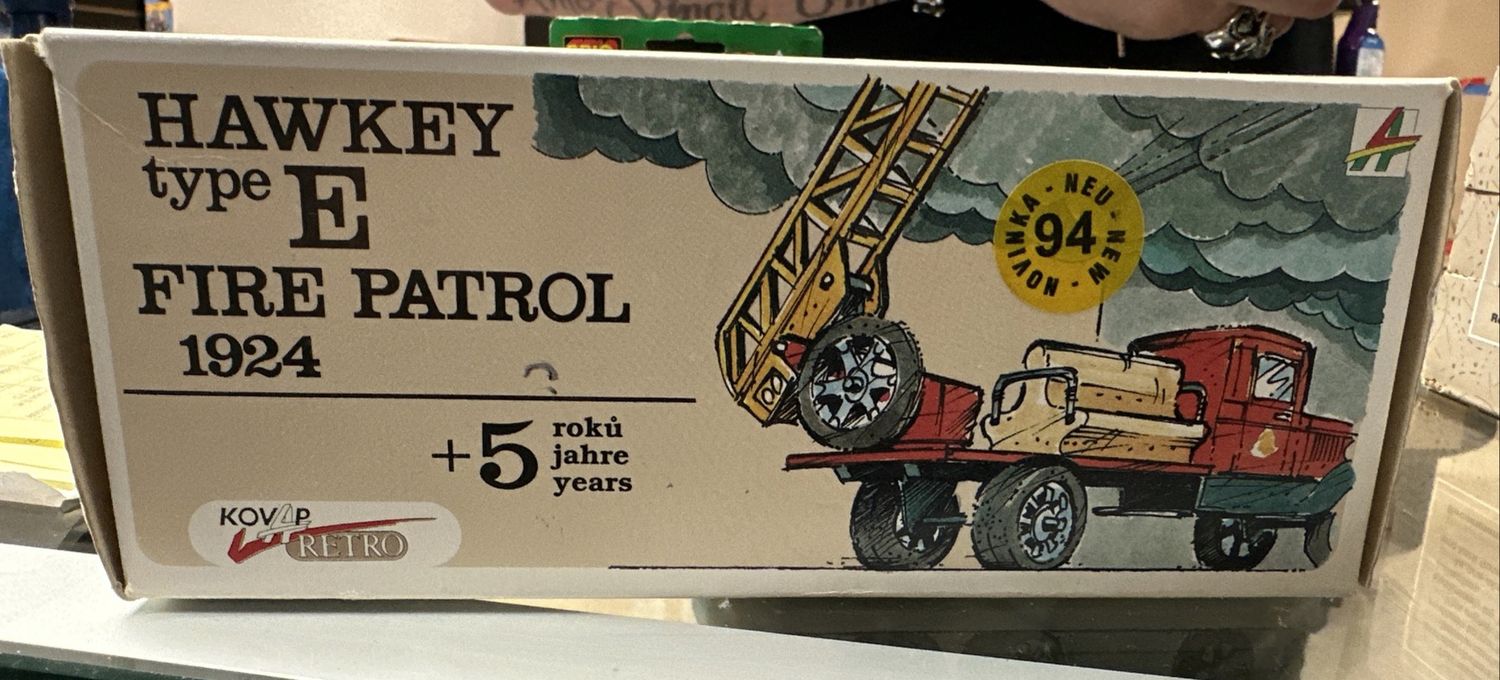 HAWKEY
type E
FIRE PATROL
1924
+5 roků
jahre
years
KOVAP
RETRO
NOVINKA - NEU - NEW -
94